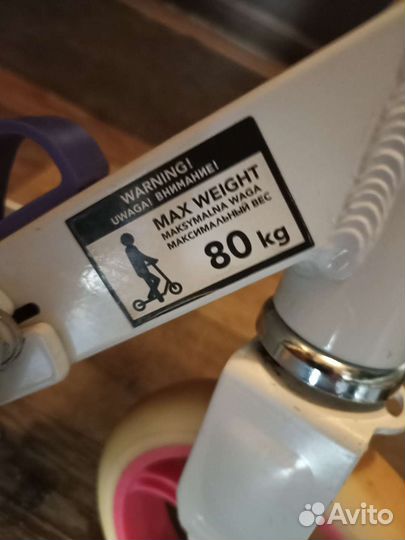 WARNING!
UWAGA! ВНИМАНИЕ!
MAX WEIGHT
MAKSYMALNA WAGA
МАКСИМАЛЬНЫЙ ВЕС
80 kg
Avito